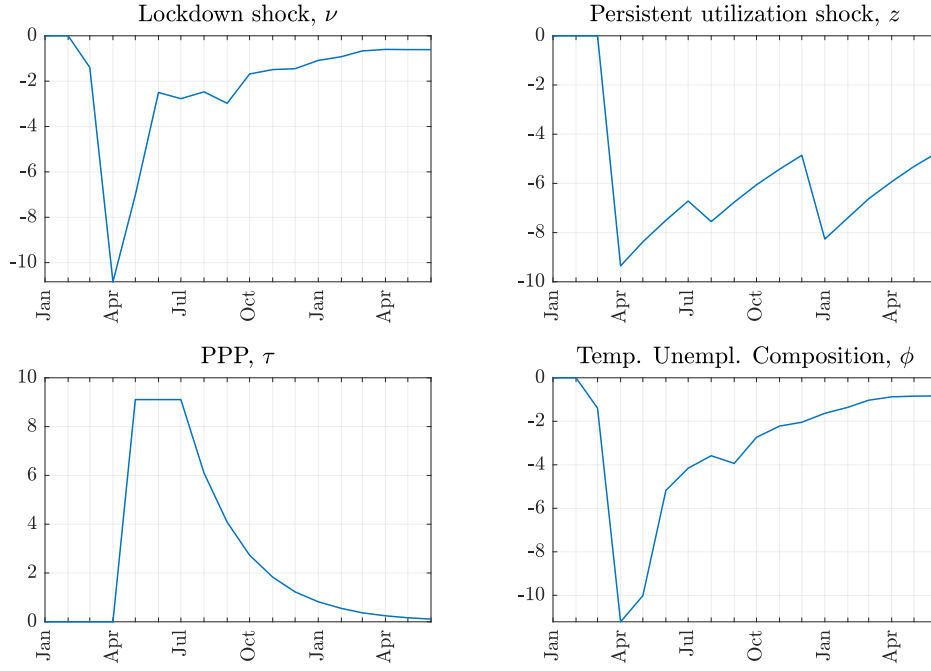 Lockdown shock, ν
0
-2
-4
-6
-8
-10
Jan
Apr
Jul
Oct
Jan
Apr
Persistent utilization shock, z
0
-2
-4
-6
-8
-10
Jan
Apr
Jul
Oct
Jan
Apr
PPP, τ
10
8
6
4
2
0
Jan
Apr
Jul
Oct
Jan
Apr
Temp. Unempl. Composition, ϕ
0
-2
-4
-6
-8
-10
Jan
Apr
Jul
Oct
Jan
Apr